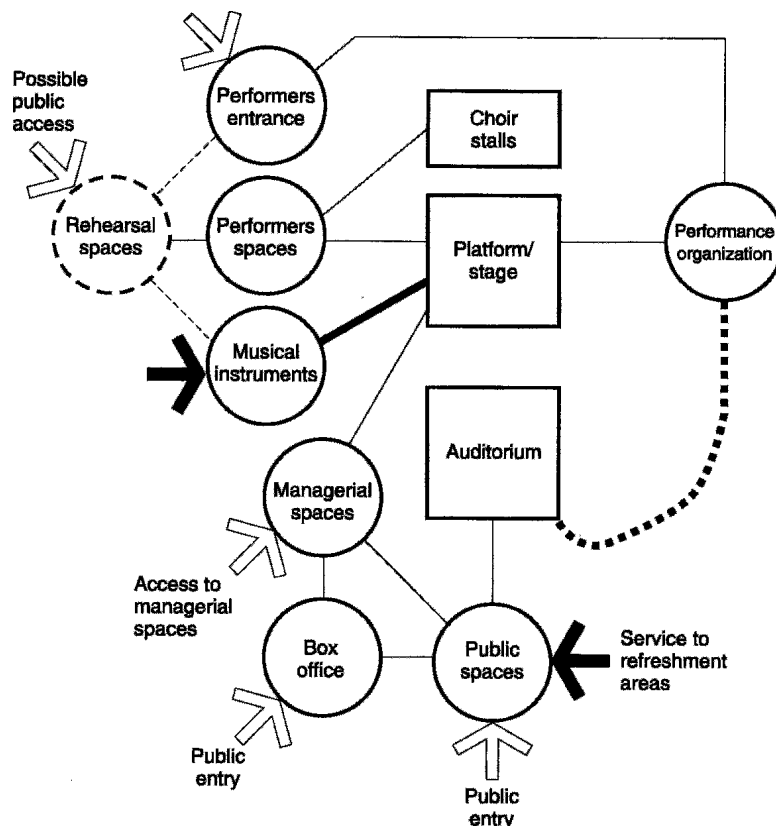 Possible
public
access
Performers
entrance
Choir
stalls
Rehearsal
spaces
Performers
spaces
Platform/
stage
Performance
organization
Musical
instruments
Auditorium
Managerial
spaces
Access to
managerial
spaces
Box
office
Public
spaces
Service to
refreshment
areas
Public
entry
Public
entry